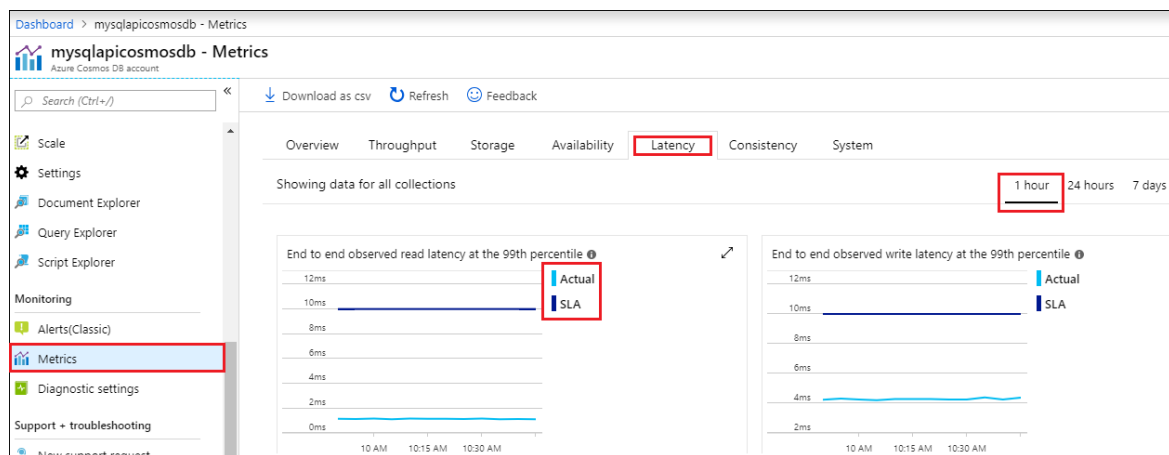 Dashboard > mysqlapicosmosdb - Metrics
mysqlapicosmosdb - Metrics
Azure Cosmos DB account
Search (Ctrl+/)
«
Scale
Settings
Document Explorer
Query Explorer
Script Explorer
Monitoring
Alerts(Classic)
Metrics
Diagnostic settings
Support + troubleshooting
New support request
Download as csv Refresh Feedback
Overview Throughput Storage Availability Latency Consistency System
Showing data for all collections
1 hour 24 hours 7 days
End to end observed read latency at the 99th percentile
12ms
10ms
8ms
6ms
4ms
2ms
0ms
10 AM 10:15 AM 10:30 AM
Actual
SLA
End to end observed write latency at the 99th percentile
12ms
10ms
8ms
6ms
4ms
2ms
10 AM 10:15 AM 10:30 AM
Actual
SLA